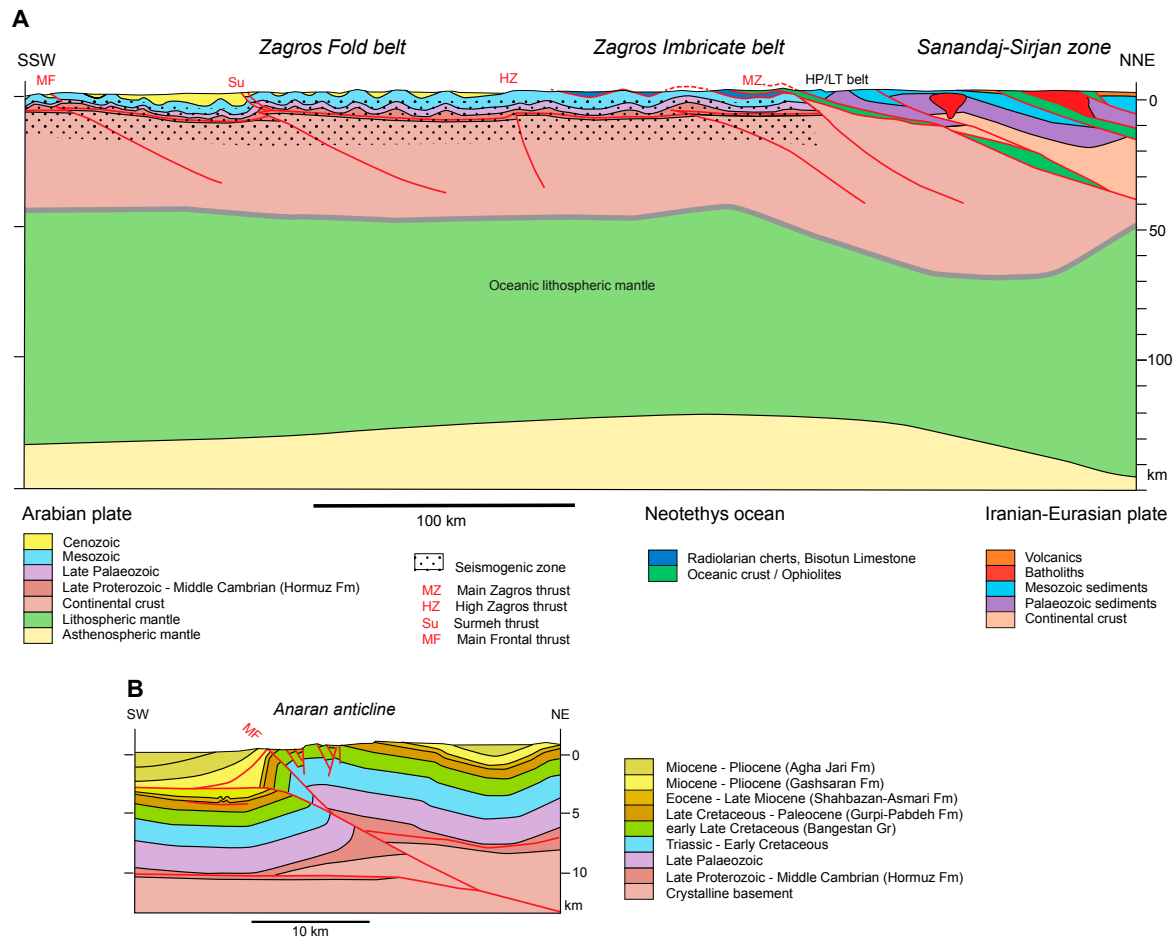 A
Zagros Fold belt
Zagros Imbricate belt
Sanandaj-Sirjan zone
SSW
NNE
MF
Su
HZ
MZ
HP/LT belt
0
50
100
km
Oceanic lithospheric mantle
100 km
Arabian plate
Cenozoic
Mesozoic
Late Palaeozoic
Late Proterozoic - Middle Cambrian (Hormuz Fm)
Continental crust
Lithospheric mantle
Asthenospheric mantle
Seismogenic zone
MZ Main Zagros thrust
HZ High Zagros thrust
Su Surmeh thrust
MF Main Frontal thrust
Neotethys ocean
Radiolarian cherts, Bisotun Limestone
Oceanic crust / Ophiolites
Iranian-Eurasian plate
Volcanics
Batholiths
Mesozoic sediments
Palaeozoic sediments
Continental crust
B
SW
Anaran anticline
NE
MF
0
5
10
km
10 km
Miocene - Pliocene (Agha Jari Fm)
Miocene - Pliocene (Gashsaran Fm)
Eocene - Late Miocene (Shahbazan-Asmari Fm)
Late Cretaceous - Paleocene (Gurpi-Pabdeh Fm)
early Late Cretaceous (Bangestan Gr)
Triassic - Early Cretaceous
Late Palaeozoic
Late Proterozoic - Middle Cambrian (Hormuz Fm)
Crystalline basement